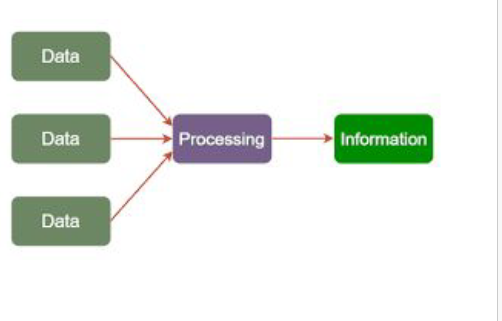 Data
Data
Processing
Information
Data